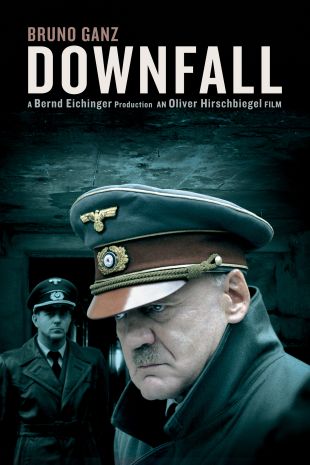 BRUNO GANZ
DOWNFALL
A Bernd Eichinger Production AN Oliver Hirschbiegel FILM